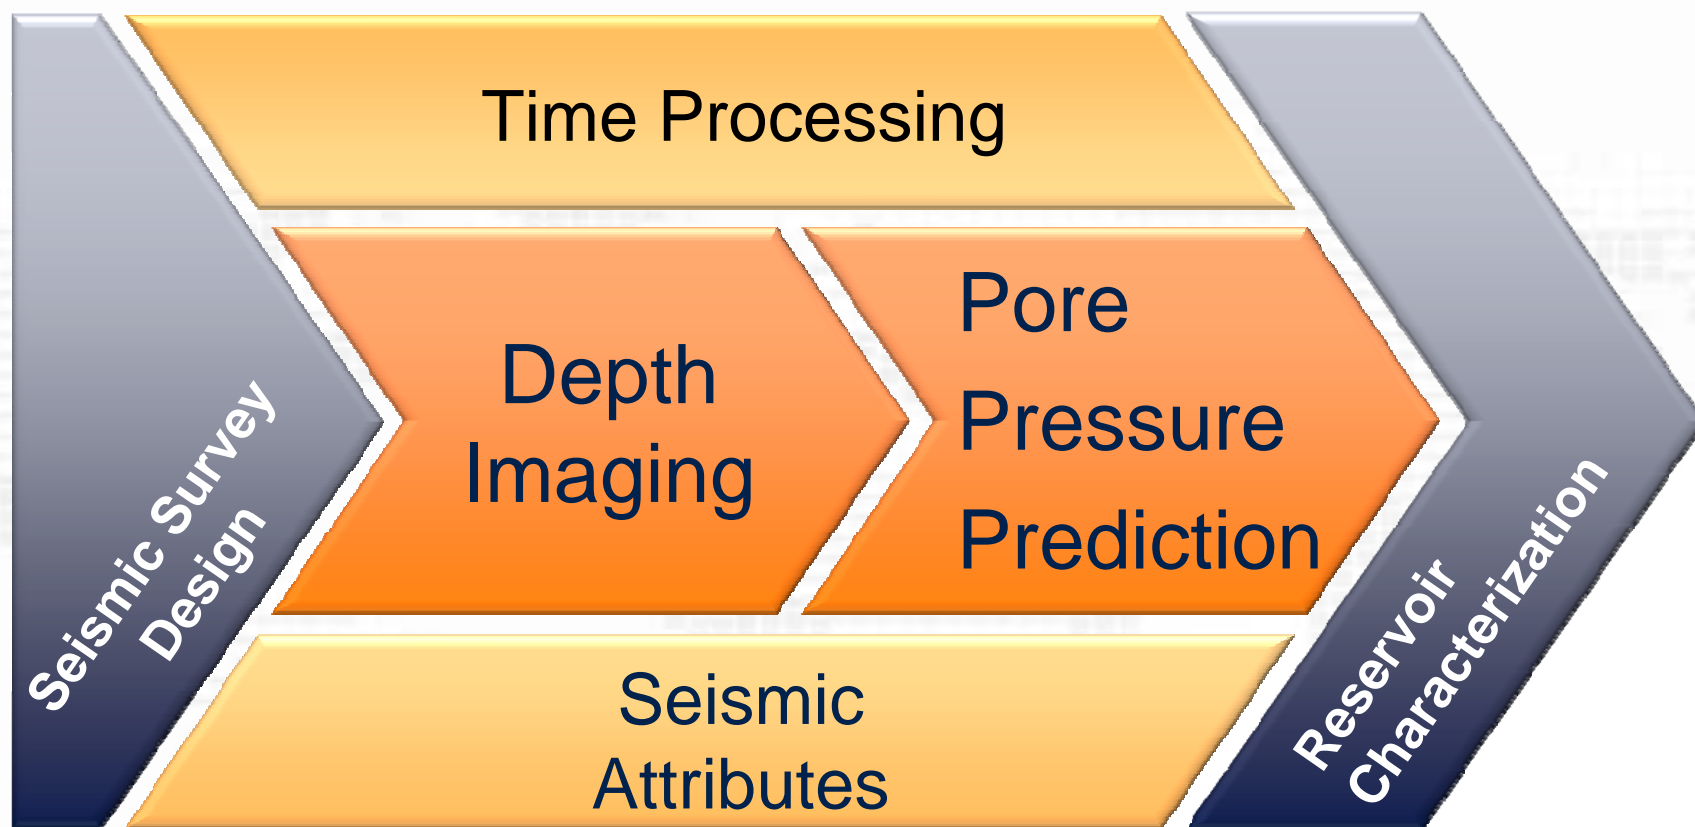 Time Processing
Seismic Survey
Design
Depth
Imaging
Pore
Pressure
Prediction
Reservoir
Characterization
Seismic
Attributes